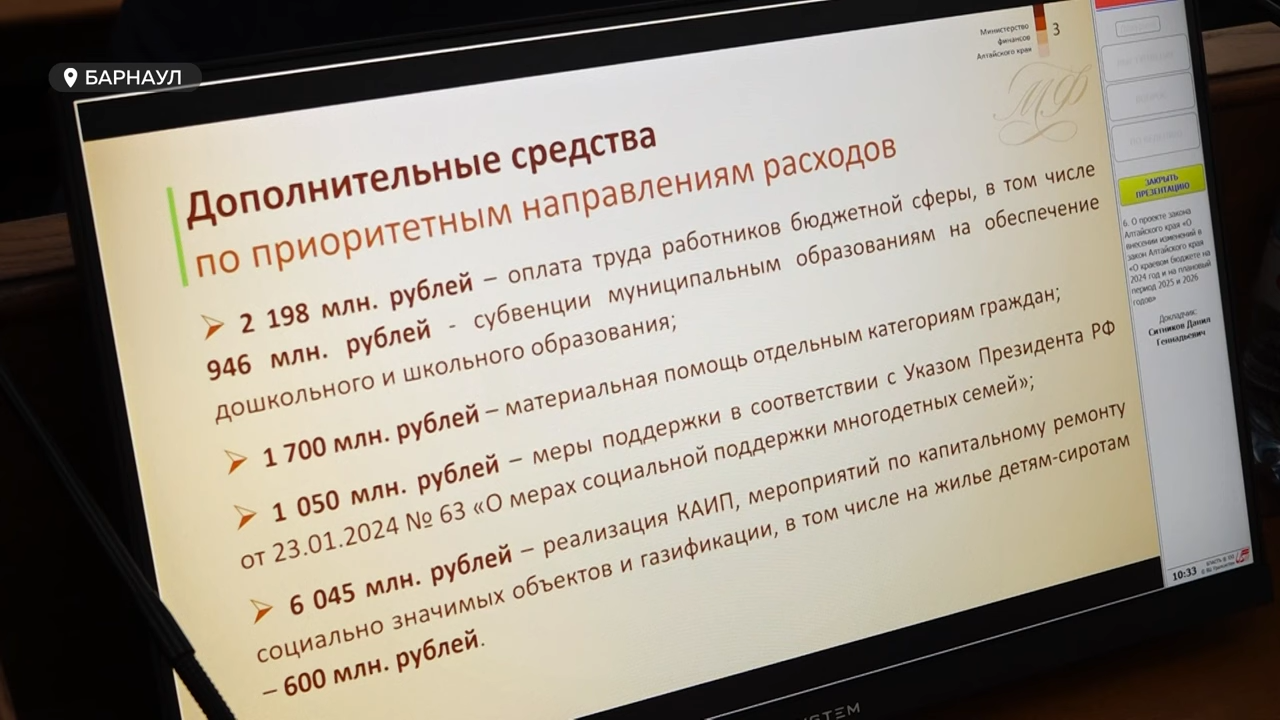 БАРНАУЛ
Министерство
финансов
Алтайского края
3
МФ
Дополнительные средства
по приоритетным направлениям расходов
➢ 2 198 млн. рублей – оплата труда работников бюджетной сферы, в том числе
946 млн. рублей - субвенции муниципальным образованиям на обеспечение
дошкольного и школьного образования;
➢ 1 700 млн. рублей – материальная помощь отдельным категориям граждан;
➢ 1 050 млн. рублей – меры поддержки в соответствии с Указом Президента РФ
от 23.01.2024 № 63 «О мерах социальной поддержки многодетных семей»;
➢ 6 045 млн. рублей – реализация КАИП, мероприятий по капитальному ремонту
социально значимых объектов и газификации, в том числе на жилье детям-сиротам
– 600 млн. рублей.
ЗАКРЫТЬ
ПРЕЗЕНТАЦИЮ
6. О проекте закона
Алтайского края «О
внесении изменений в
закон Алтайского края
«О краевом бюджете на
2024 год и на плановый
период 2025 и 2026
годов»
Докладчик:
Ситников Данил
Геннадьевич
10:33